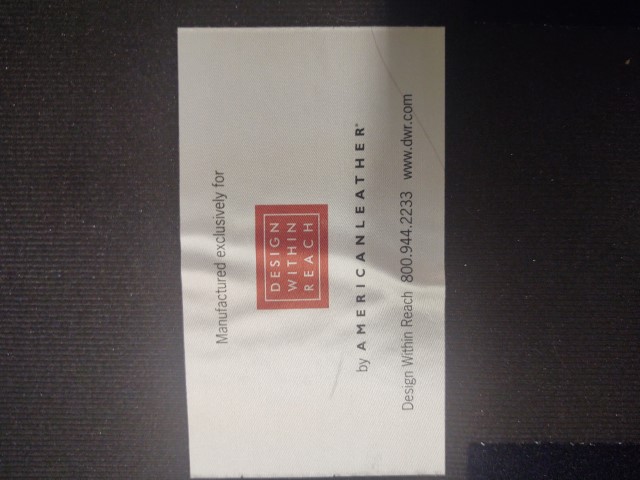 Manufactured exclusively for
DESIGN
WITHIN
REACH
by AMERICANLEATHER®
Design Within Reach 800.944.2233 www.dwr.com